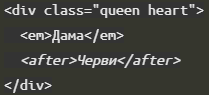 <div class="queen heart">
<em>Дама</em>
<after>Черви</after>
</div>